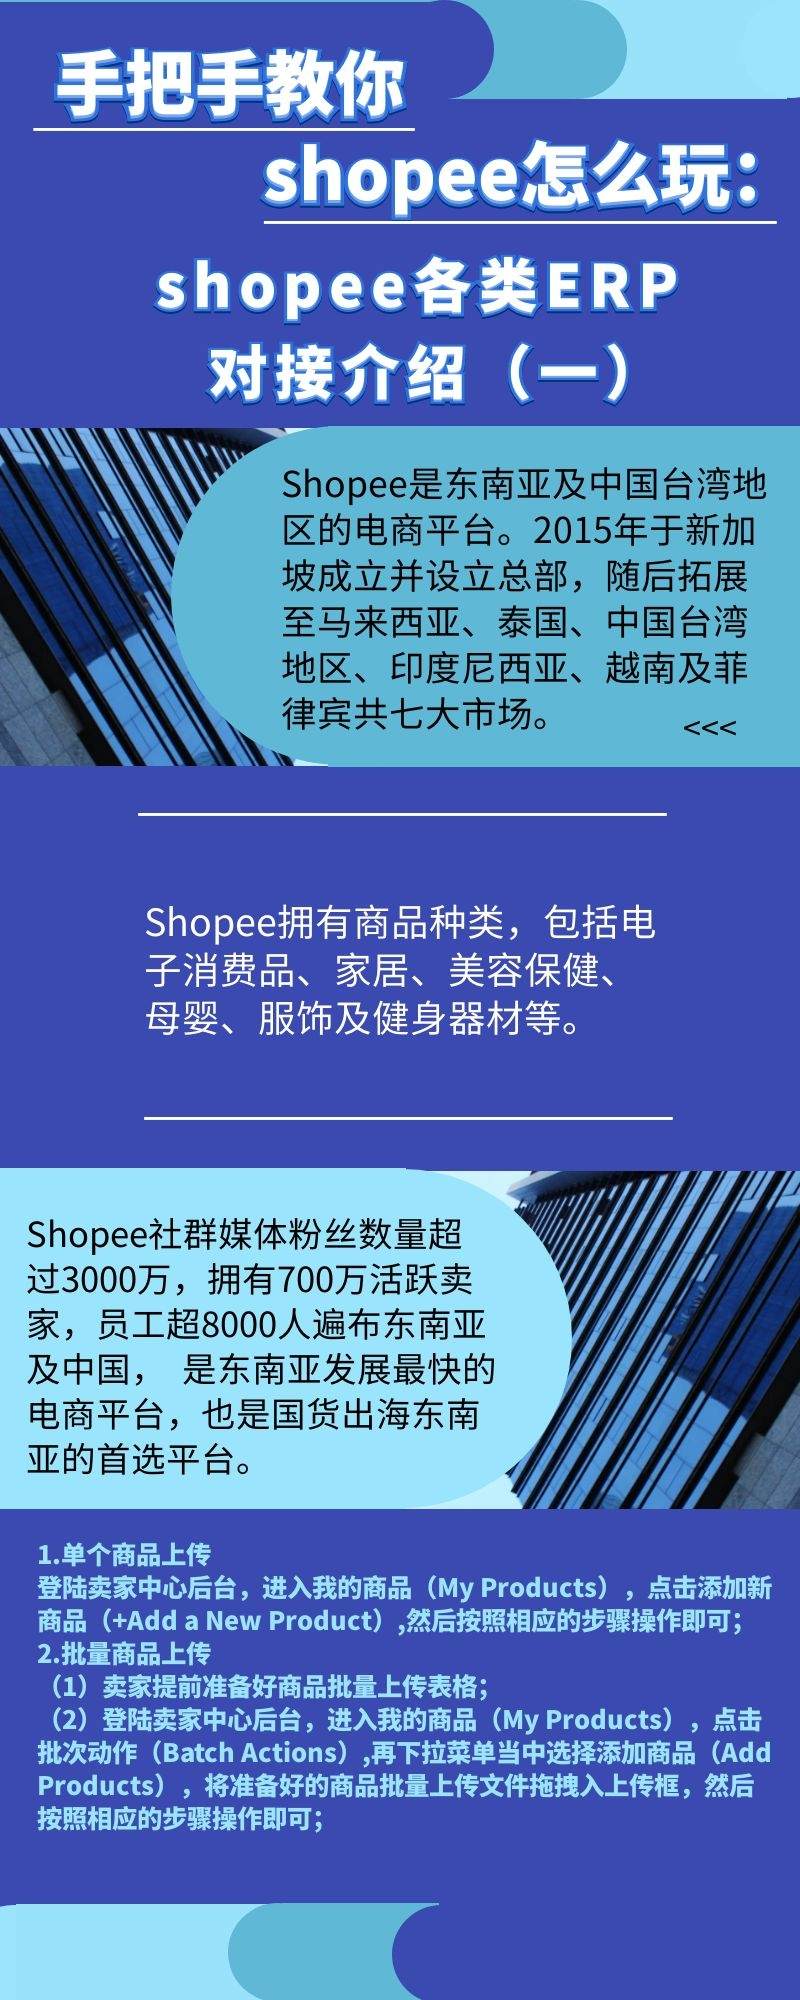 手把手教你
shopee怎么玩：
shopee各类ERP
对接介绍（一）
Shopee是东南亚及中国台湾地
区的电商平台。2015年于新加
坡成立并设立总部，随后拓展
至马来西亚、泰国、中国台湾
地区、印度尼西亚、越南及菲
律宾共七大市场。
<<<
Shopee拥有商品种类，包括电
子消费品、家居、美容保健、
母婴、服饰及健身器材等。
Shopee社群媒体粉丝数量超
过3000万，拥有700万活跃卖
家，员工超8000人遍布东南亚
及中国， 是东南亚发展最快的
电商平台，也是国货出海东南
亚的首选平台。
1.单个商品上传
登陆卖家中心后台，进入我的商品（My Products），点击添加新
商品（+Add a New Product）,然后按照相应的步骤操作即可；
2.批量商品上传
（1）卖家提前准备好商品批量上传表格；
（2）登陆卖家中心后台，进入我的商品（My Products），点击
批次动作（Batch Actions）,再下拉菜单当中选择添加商品（Add
Products），将准备好的商品批量上传文件拖拽入上传框，然后
按照相应的步骤操作即可；